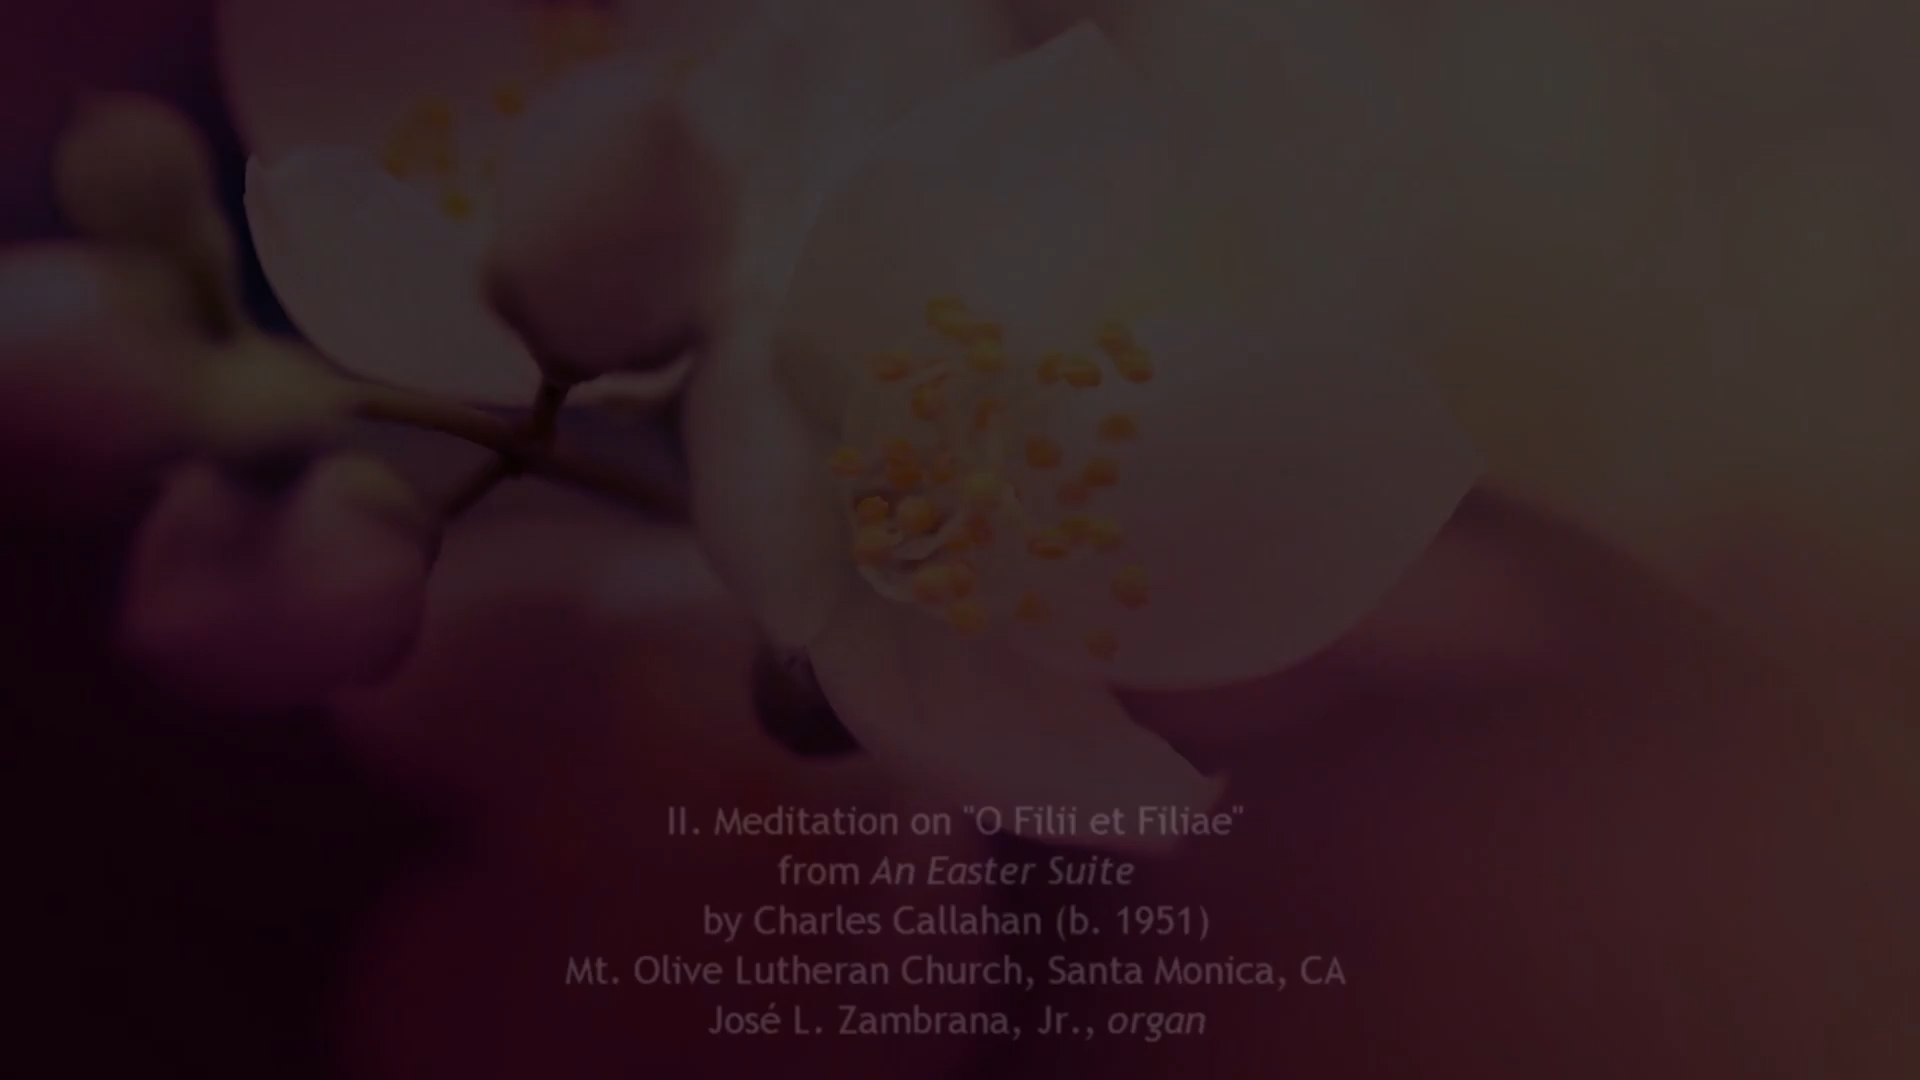 II. Meditation on "O Filii et Filiae"
from An Easter Suite
by Charles Callahan (b. 1951)
Mt. Olive Lutheran Church, Santa Monica, CA
José L. Zambrana, Jr., organ